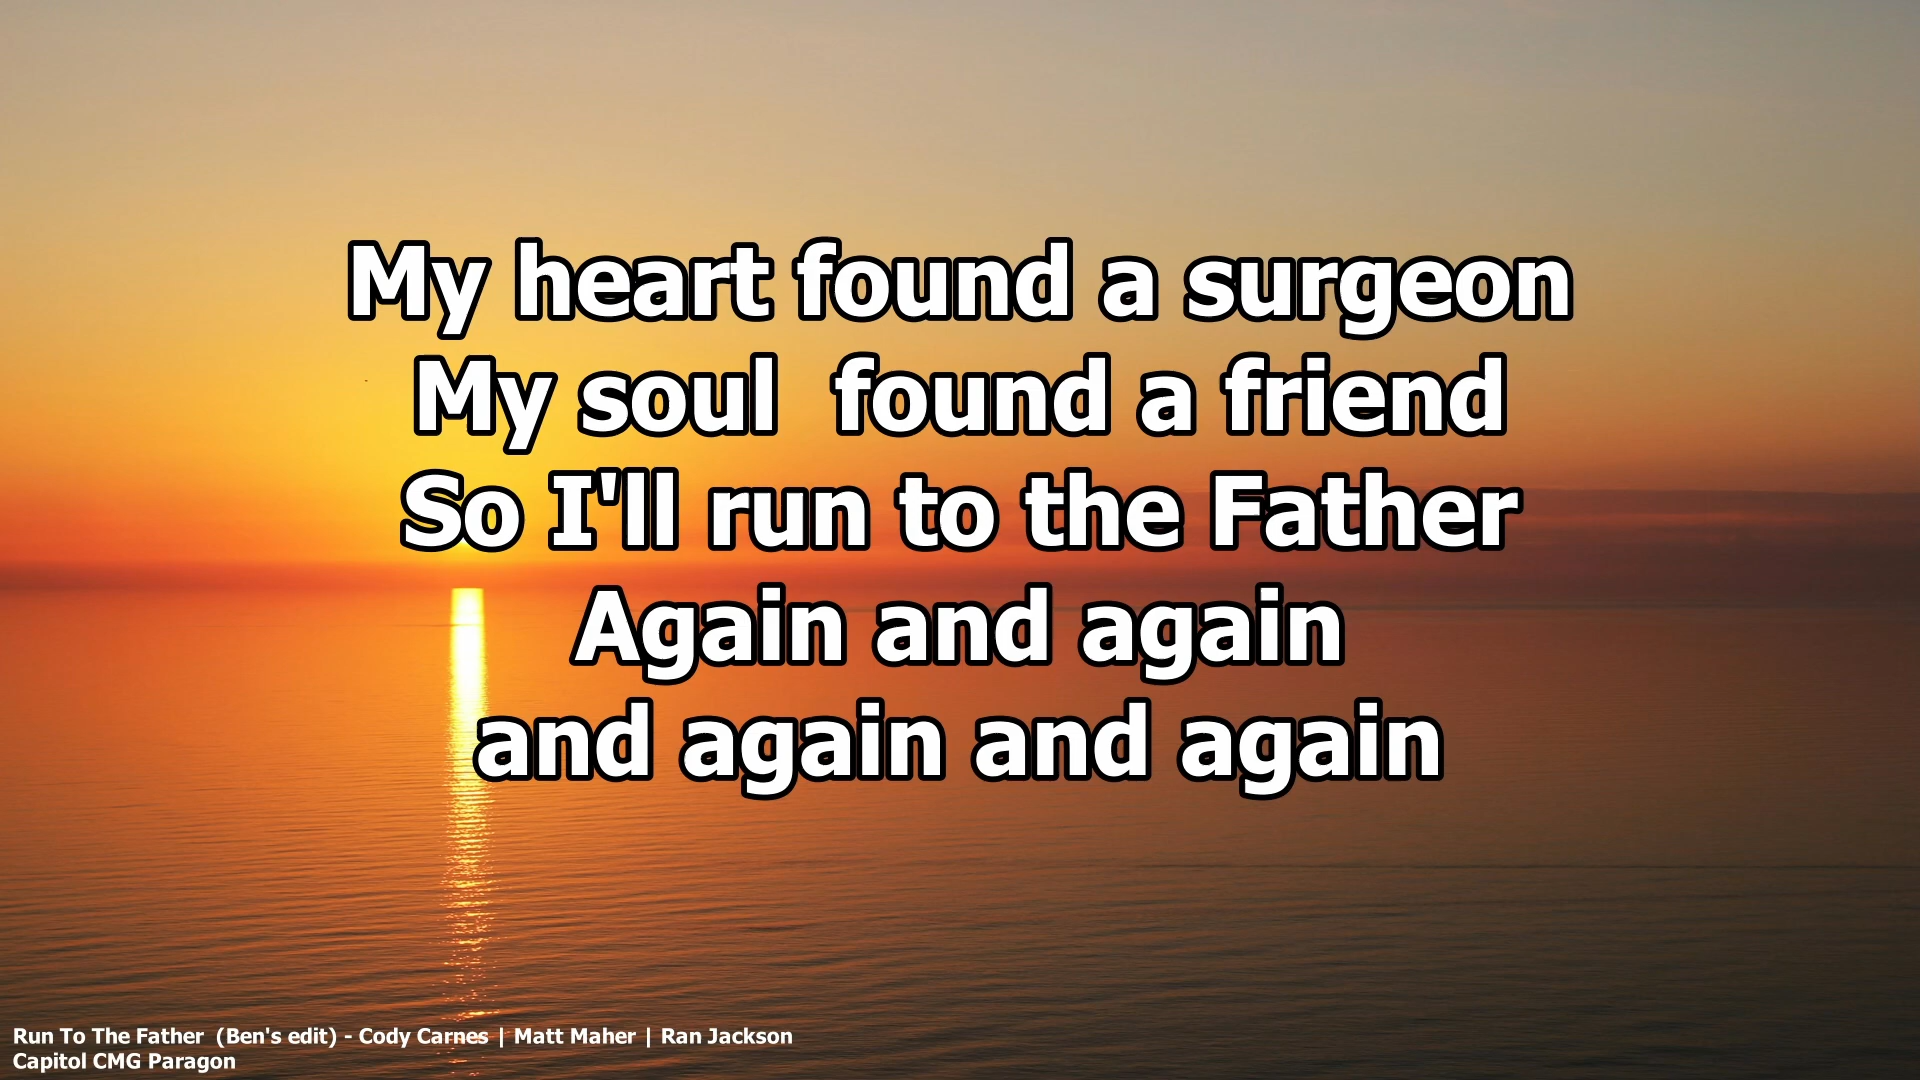 My heart found a surgeon
My soul  found a friend
So I'll run to the Father
Again and again
and again and again
Run To The Father  (Ben's edit) - Cody Carnes | Matt Maher | Ran Jackson
Capitol CMG Paragon